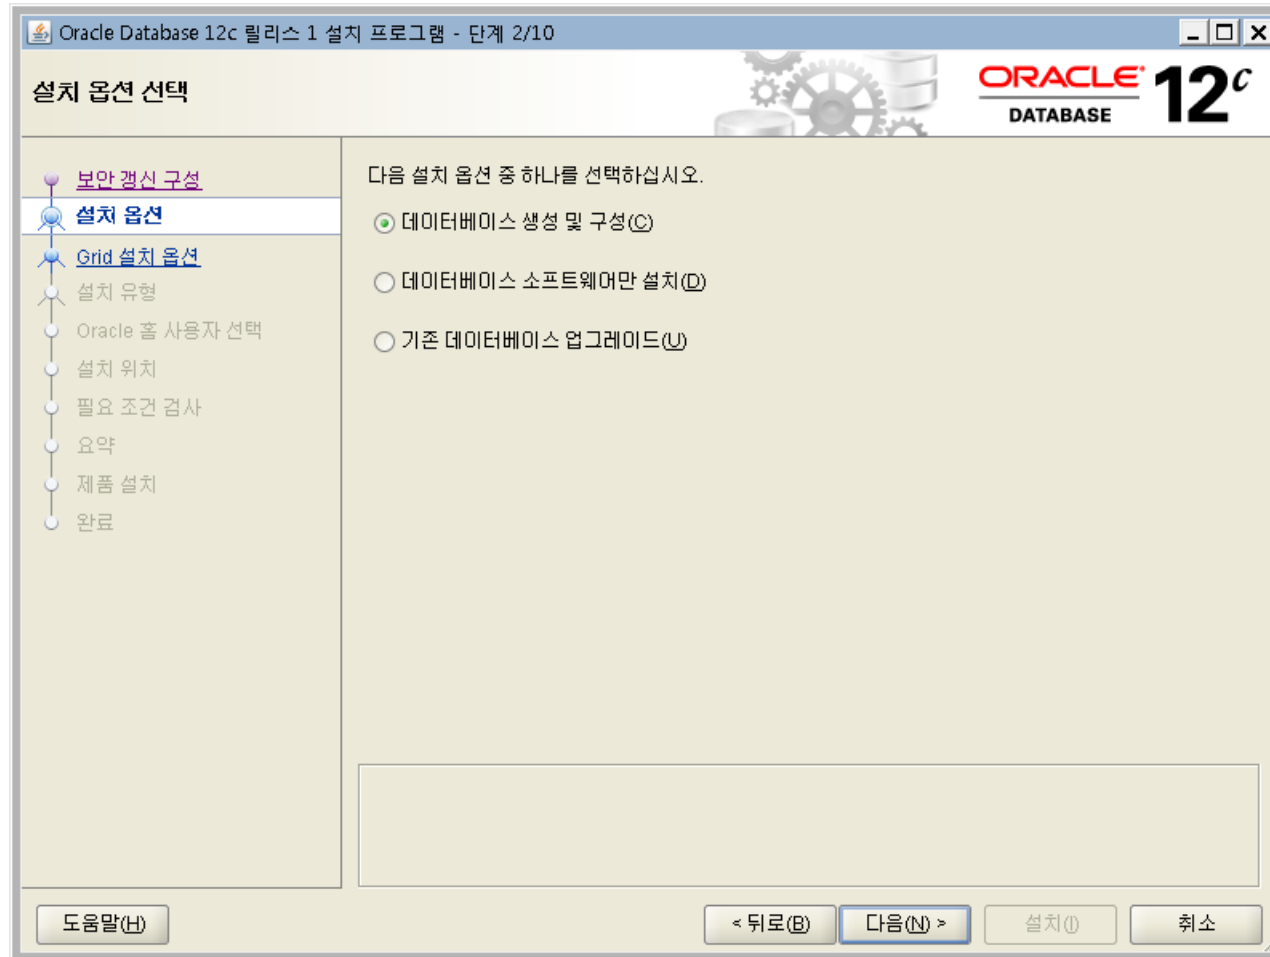 Oracle Database 12c 릴리스 1 설치 프로그램 - 단계 2/10
설치 옵션 선택
ORACLE 12c
DATABASE
보안 갱신 구성
설치 옵션
Grid 설치 옵션
설치 유형
Oracle 홈 사용자 선택
설치 위치
필요 조건 검사
요약
제품 설치
완료
다음 설치 옵션 중 하나를 선택하십시오.
데이터베이스 생성 및 구성(C)
데이터베이스 소프트웨어만 설치(D)
기존 데이터베이스 업그레이드(U)
도움말(H)
< 뒤로(B)
다음(N) >
설치(I)
취소